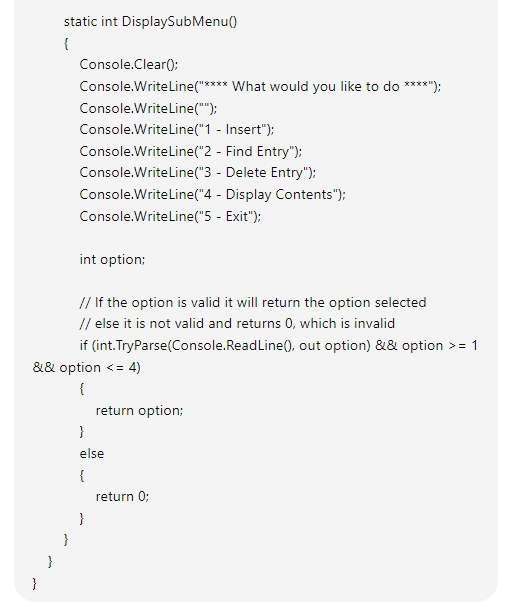 static int DisplaySubMenu()
{
Console.Clear();
Console.WriteLine("**** What would you like to do ****");
Console.WriteLine("");
Console.WriteLine("1 - Insert");
Console.WriteLine("2 - Find Entry");
Console.WriteLine("3 - Delete Entry");
Console.WriteLine("4 - Display Contents");
Console.WriteLine("5 - Exit");
int option;
// If the option is valid it will return the option selected
// else it is not valid and returns 0, which is invalid
if (int.TryParse(Console.ReadLine(), out option) && option >= 1
&& option <= 4)
{
return option;
}
else
{
return 0;
}
}
}
}